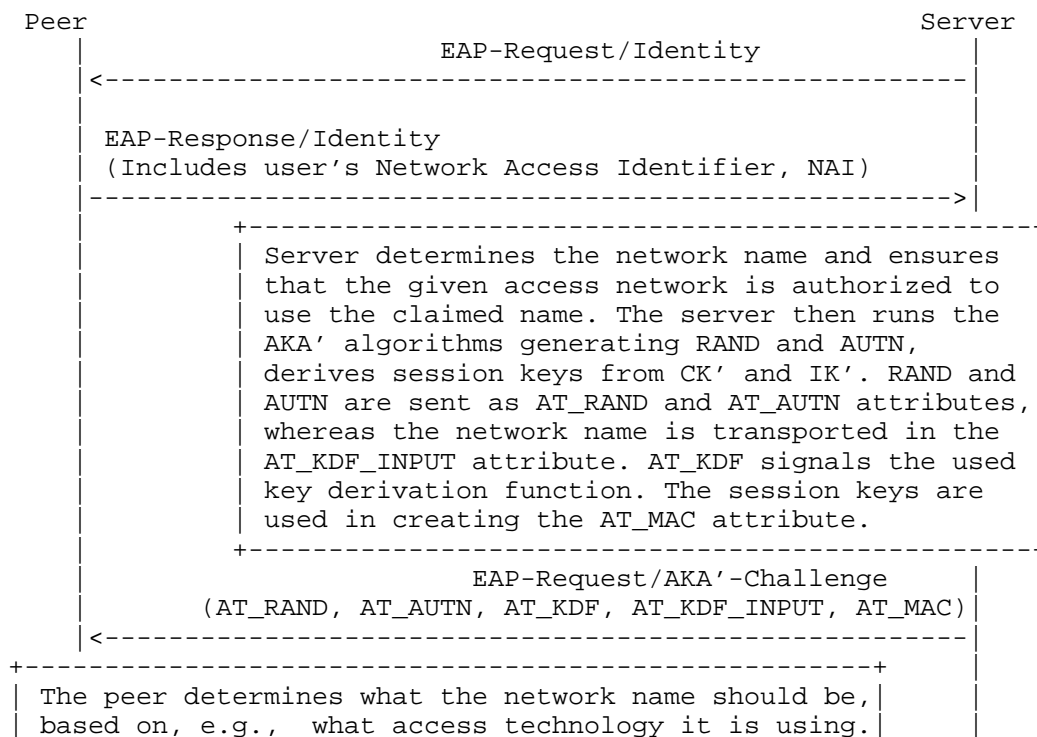 Peer Server
EAP-Request/Identity
EAP-Response/Identity
(Includes user’s Network Access Identifier, NAI)
Server determines the network name and ensures
that the given access network is authorized to
use the claimed name. The server then runs the
AKA’ algorithms generating RAND and AUTN,
derives session keys from CK’ and IK’. RAND and
AUTN are sent as AT_RAND and AT_AUTN attributes,
whereas the network name is transported in the
AT_KDF_INPUT attribute. AT_KDF signals the used
key derivation function. The session keys are
used in creating the AT_MAC attribute.
EAP-Request/AKA’-Challenge
(AT_RAND, AT_AUTN, AT_KDF, AT_KDF_INPUT, AT_MAC)
The peer determines what the network name should be,
based on, e.g., what access technology it is using.